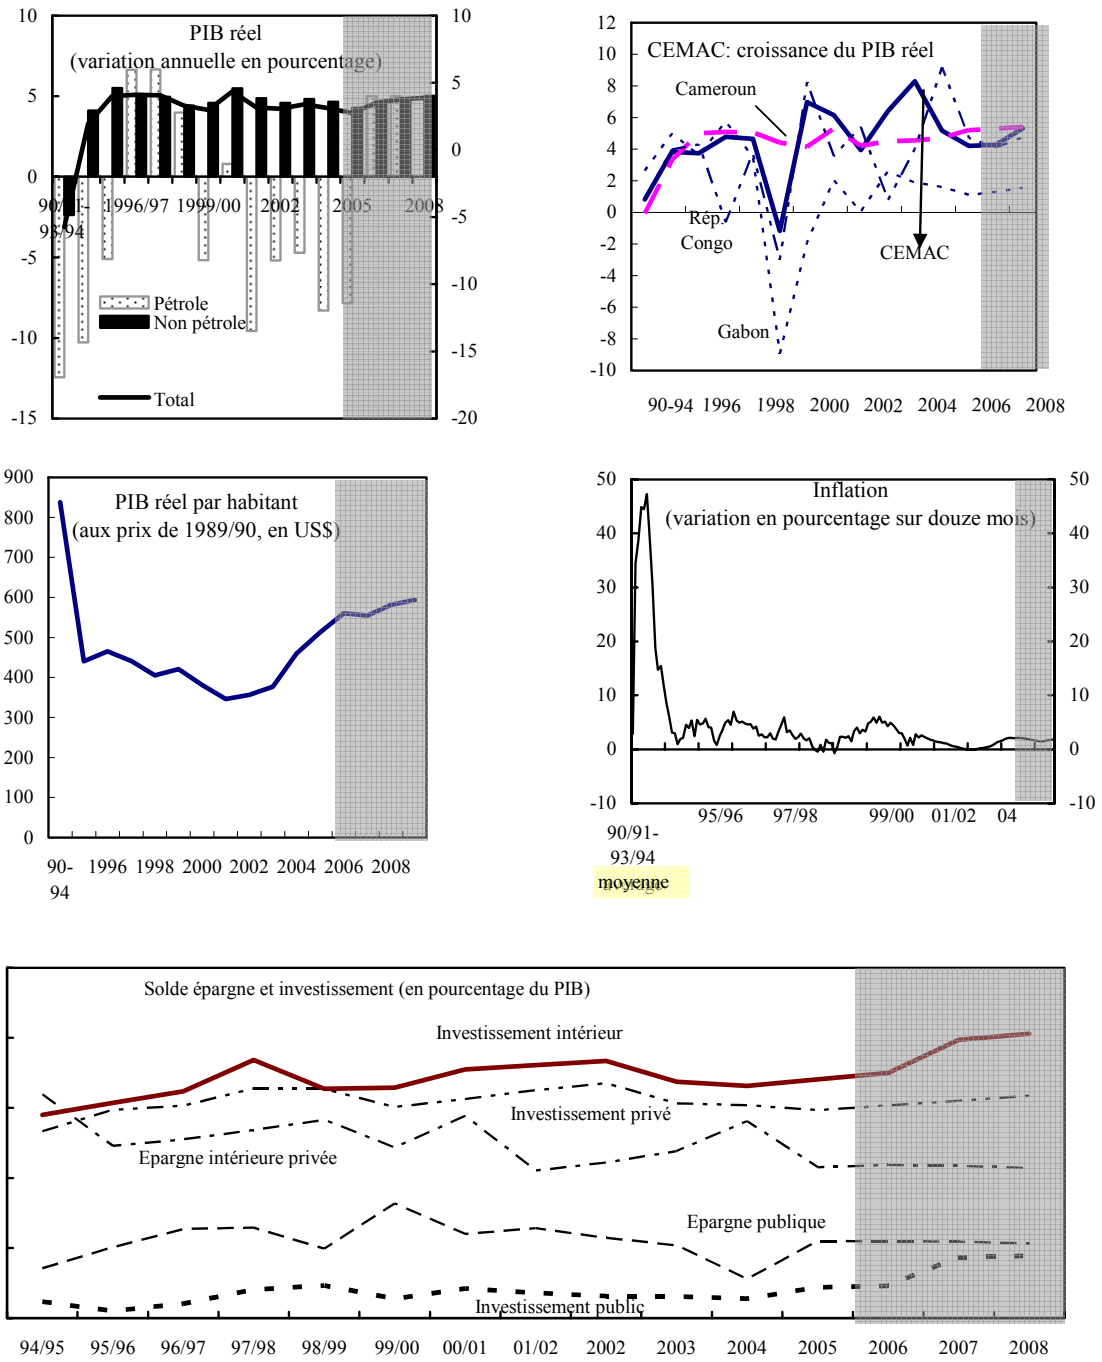 PIB réel
(variation annuelle en pourcentage)
10
5
0
-5
-10
-15
10
5
0
-5
-10
-15
-20
90/91-
93/94
1996/97
1999/00
2002
2005
2008
Pétrole
Non pétrole
Total
CEMAC: croissance du PIB réel
12
10
8
6
4
2
0
-2
-4
-6
-8
-10
Cameroun
Rép.
Congo
CEMAC
Gabon
90-94 1996 1998 2000 2002 2004 2006 2008
PIB réel par habitant
(aux prix de 1989/90, en US$)
900
800
700
600
500
400
300
200
100
0
90-
94
1996 1998 2000 2002 2004 2006 2008
Inflation
(variation en pourcentage sur douze mois)
50
40
30
20
10
0
-10
50
40
30
20
10
0
-10
90/91-
93/94
moyenne
95/96 97/98 99/00 01/02 04
Solde épargne et investissement (en pourcentage du PIB)
Investissement intérieur
Investissement privé
Epargne intérieure privée
Epargne publique
Investissement public
94/95 95/96 96/97 97/98 98/99 99/00 00/01 01/02 2002 2003 2004 2005 2006 2007 2008